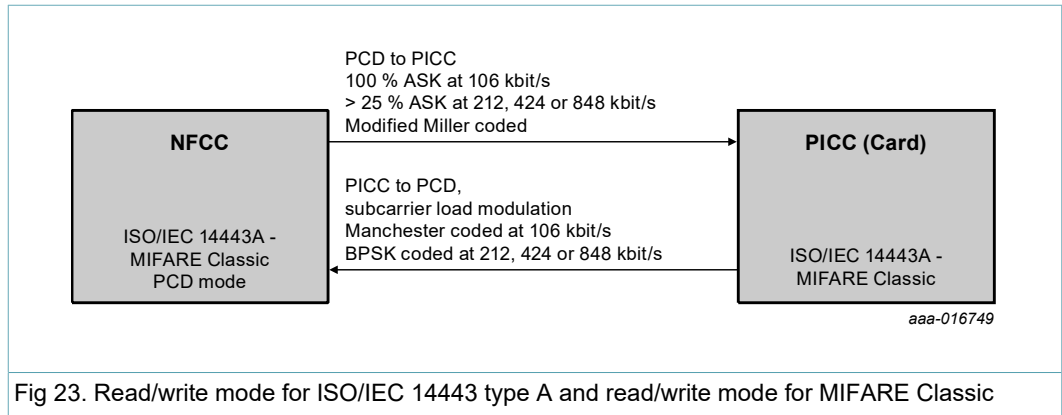 PCD to PICC
100 % ASK at 106 kbit/s
> 25 % ASK at 212, 424 or 848 kbit/s
Modified Miller coded
NFCC
PICC (Card)
PICC to PCD,
subcarrier load modulation
Manchester coded at 106 kbit/s
BPSK coded at 212, 424 or 848 kbit/s
ISO/IEC 14443A -
MIFARE Classic
PCD mode
ISO/IEC 14443A -
MIFARE Classic
aaa-016749
Fig 23. Read/write mode for ISO/IEC 14443 type A and read/write mode for MIFARE Classic